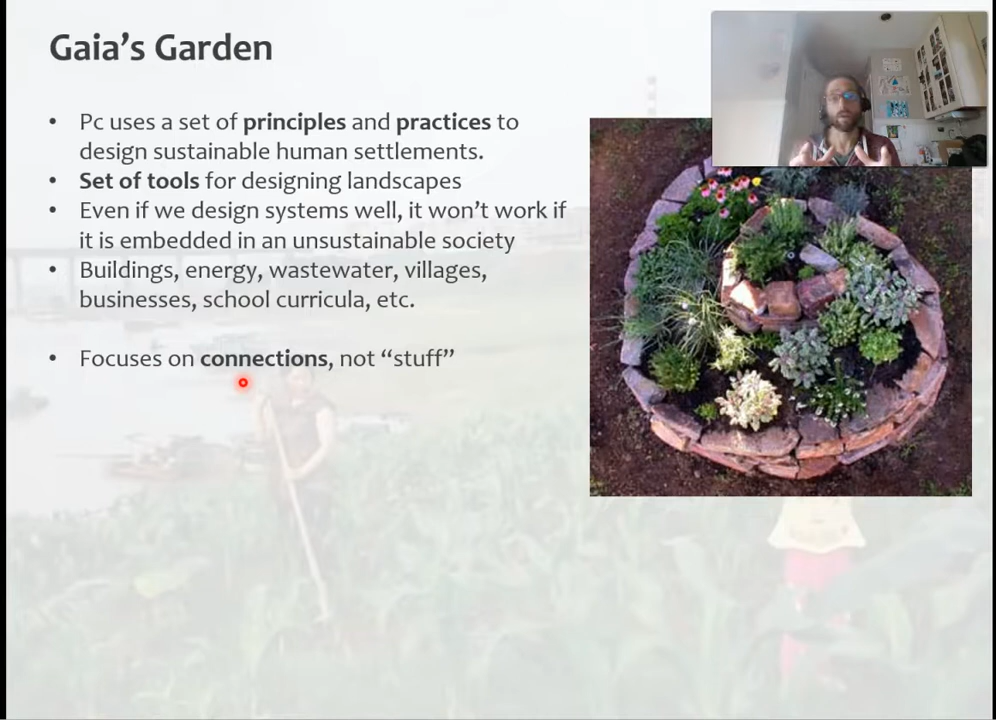 Gaia’s Garden
• Pc uses a set of principles and practices to
design sustainable human settlements.
• Set of tools for designing landscapes
• Even if we design systems well, it won’t work if
it is embedded in an unsustainable society
• Buildings, energy, wastewater, villages,
businesses, school curricula, etc.
• Focuses on connections, not “stuff”